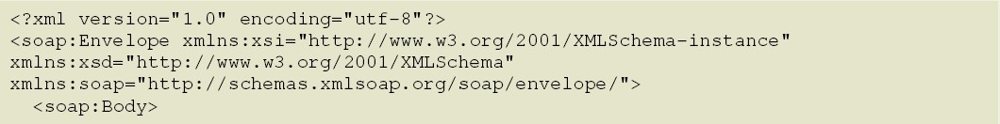 <?xml version="1.0" encoding="utf-8"?>
<soap:Envelope xmlns:xsi="http://www.w3.org/2001/XMLSchema-instance"
xmlns:xsd="http://www.w3.org/2001/XMLSchema"
xmlns:soap="http://schemas.xmlsoap.org/soap/envelope/">
  <soap:Body>